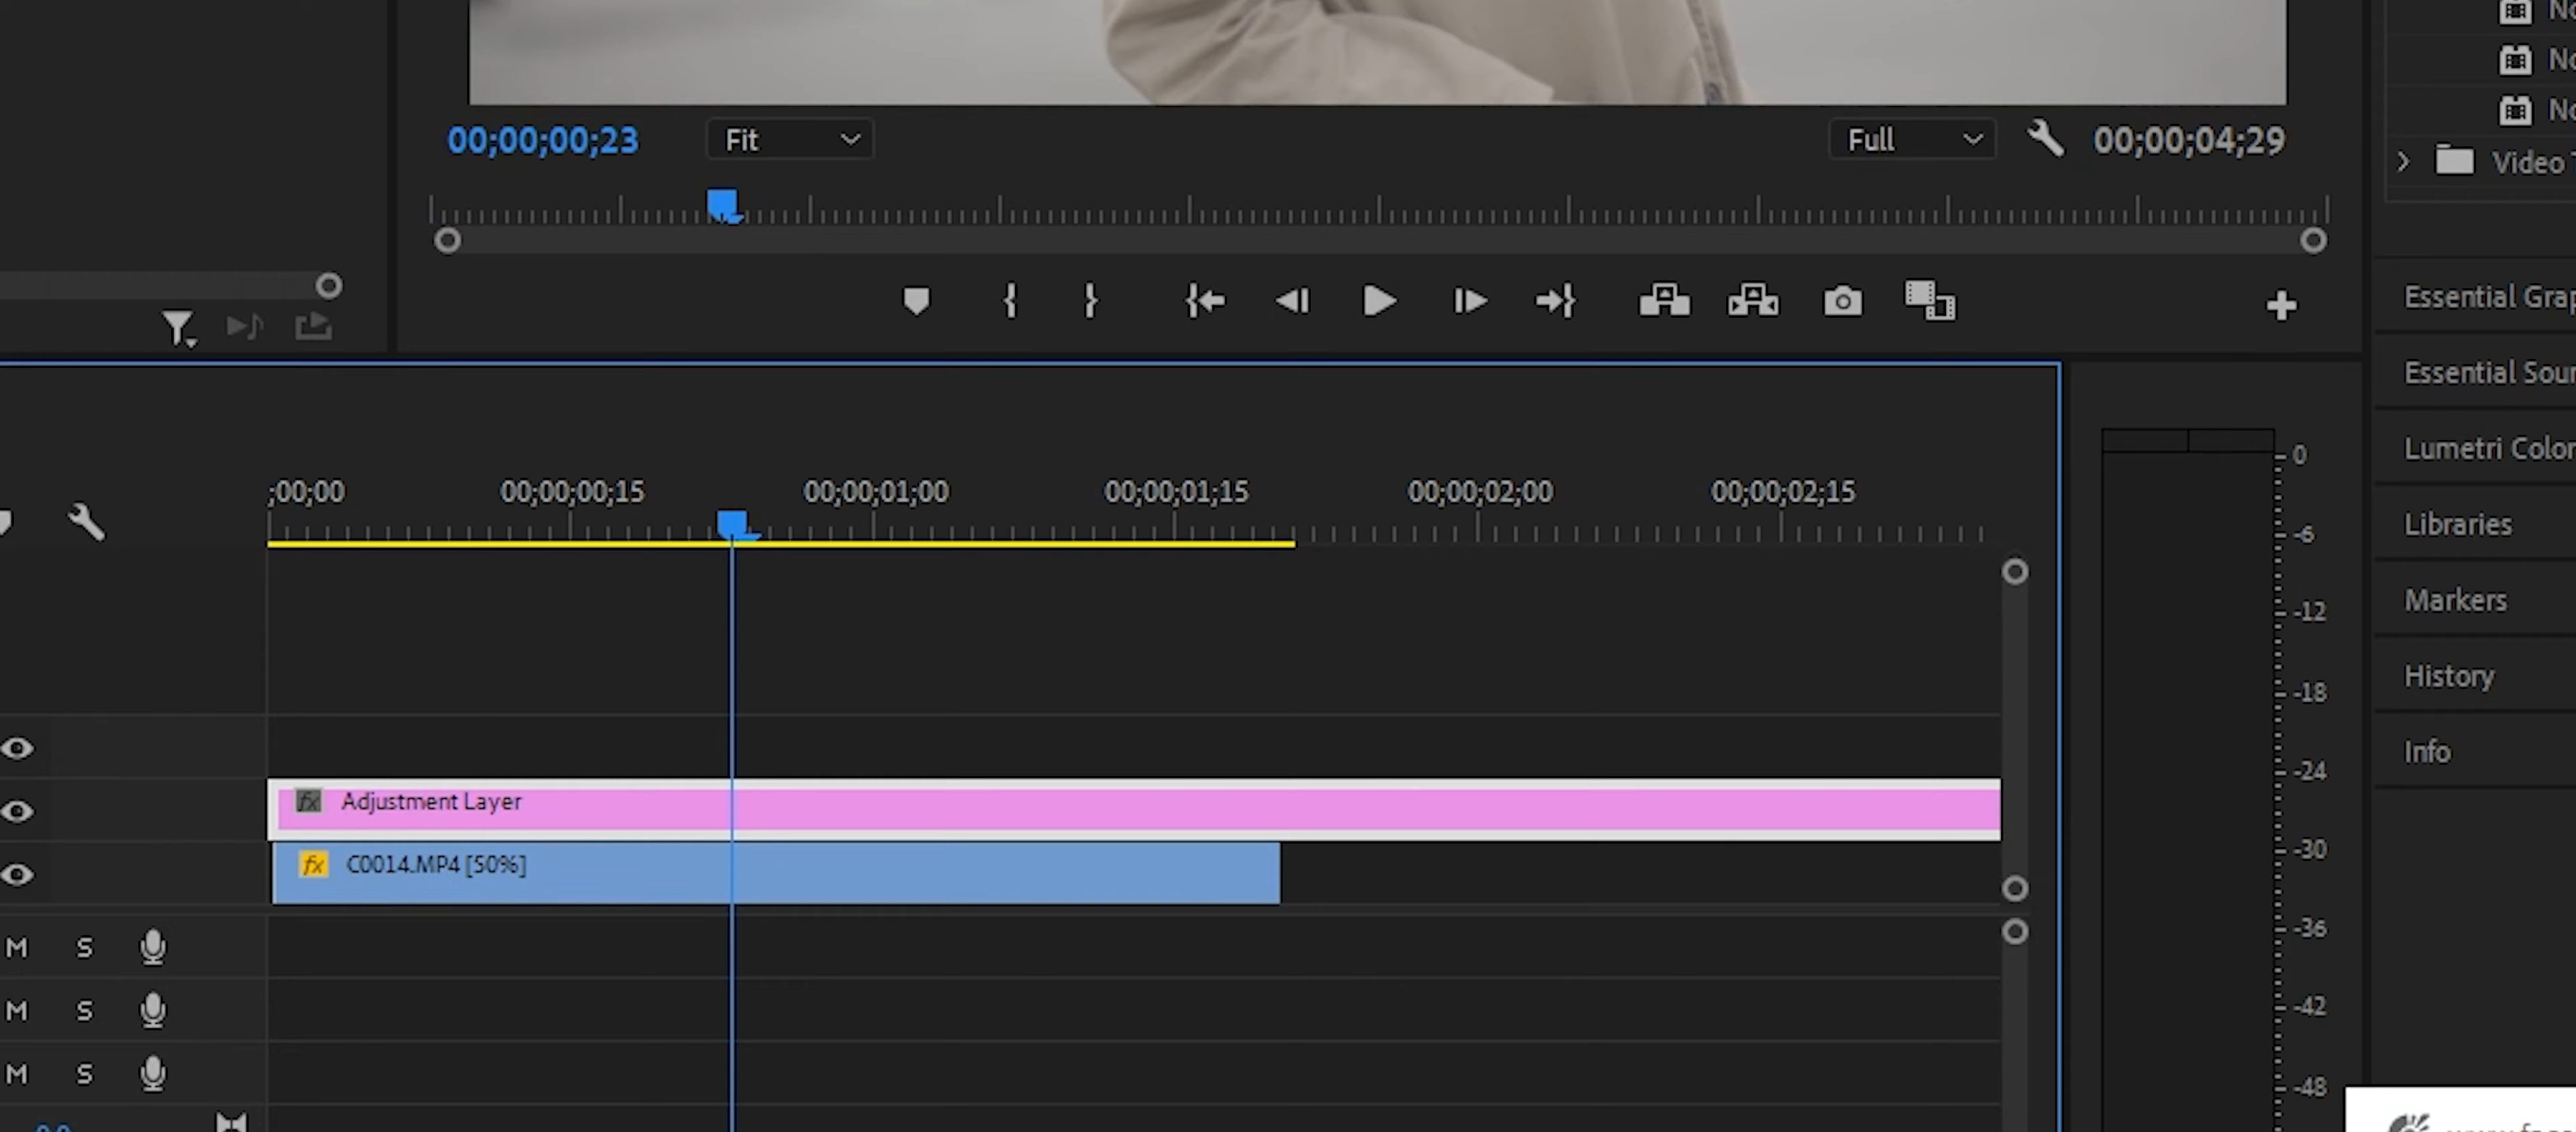 00;00;00;23
Fit
Full
00;00;04;29
Video
Essential
Essential
Lumetri Color
Libraries
Markers
History
Info
;00;00
00;00;00;15
00;00;01;00
00;00;01;15
00;00;02;00
00;00;02;15
0
-6
-12
-18
-24
-30
-36
-42
-48
fx Adjustment Layer
fx C0014.MP4 [50%]
M S
M S
M S